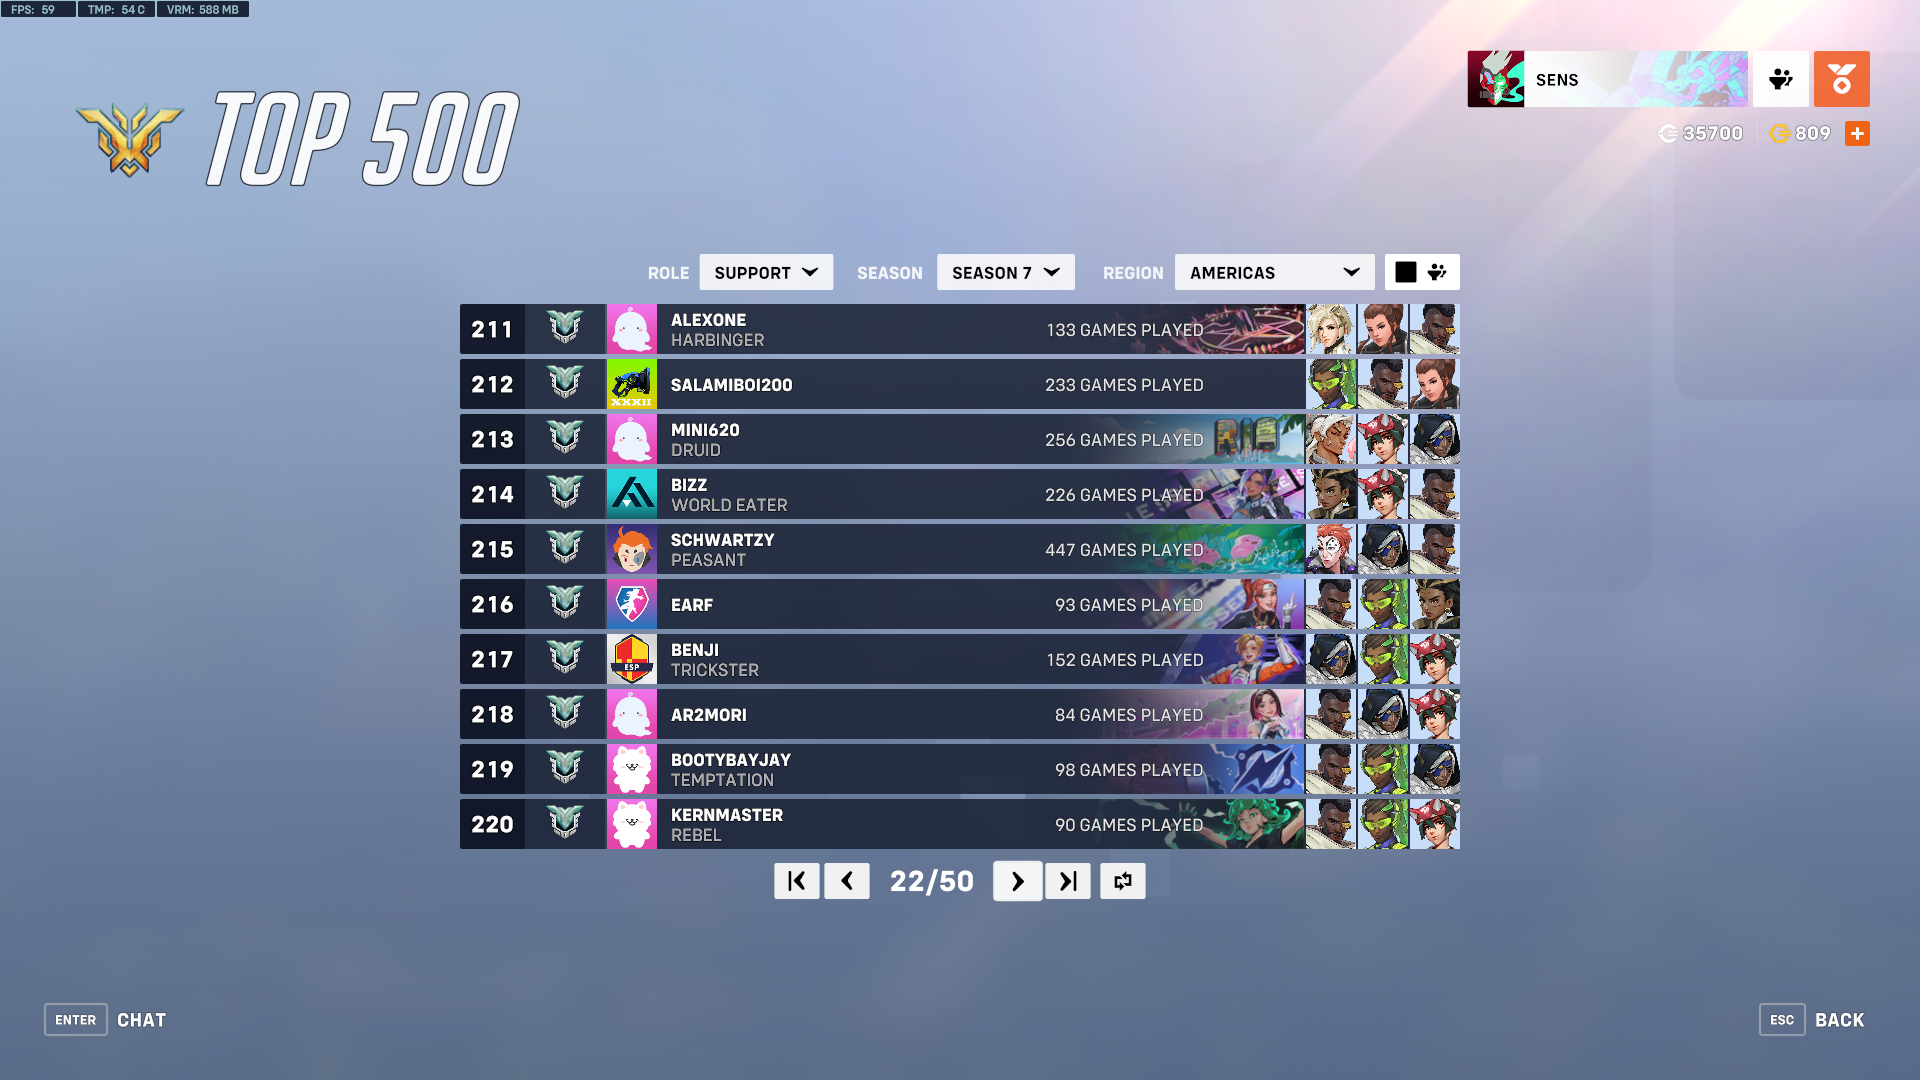 FPS: 59 TMP: 54 C VRM: 588 MB
TOP 500
SENS
35700 809
ROLE SUPPORT SEASON SEASON 7 REGION AMERICAS
211 ALEXONE 133 GAMES PLAYED
HARBINGER
212 SALAMIBOI200 233 GAMES PLAYED
XXXII
213 MINI620 256 GAMES PLAYED
DRUID
RIO
214 BIZZ 226 GAMES PLAYED
WORLD EATER
215 SCHWARTZY 447 GAMES PLAYED
PEASANT
216 EARF 93 GAMES PLAYED
217 BENJI 152 GAMES PLAYED
ESP
TRICKSTER
218 AR2MORI 84 GAMES PLAYED
219 BOOTYBAYJAY 98 GAMES PLAYED
TEMPTATION
220 KERNMASTER 90 GAMES PLAYED
REBEL
22/50
ENTER CHAT
ESC BACK